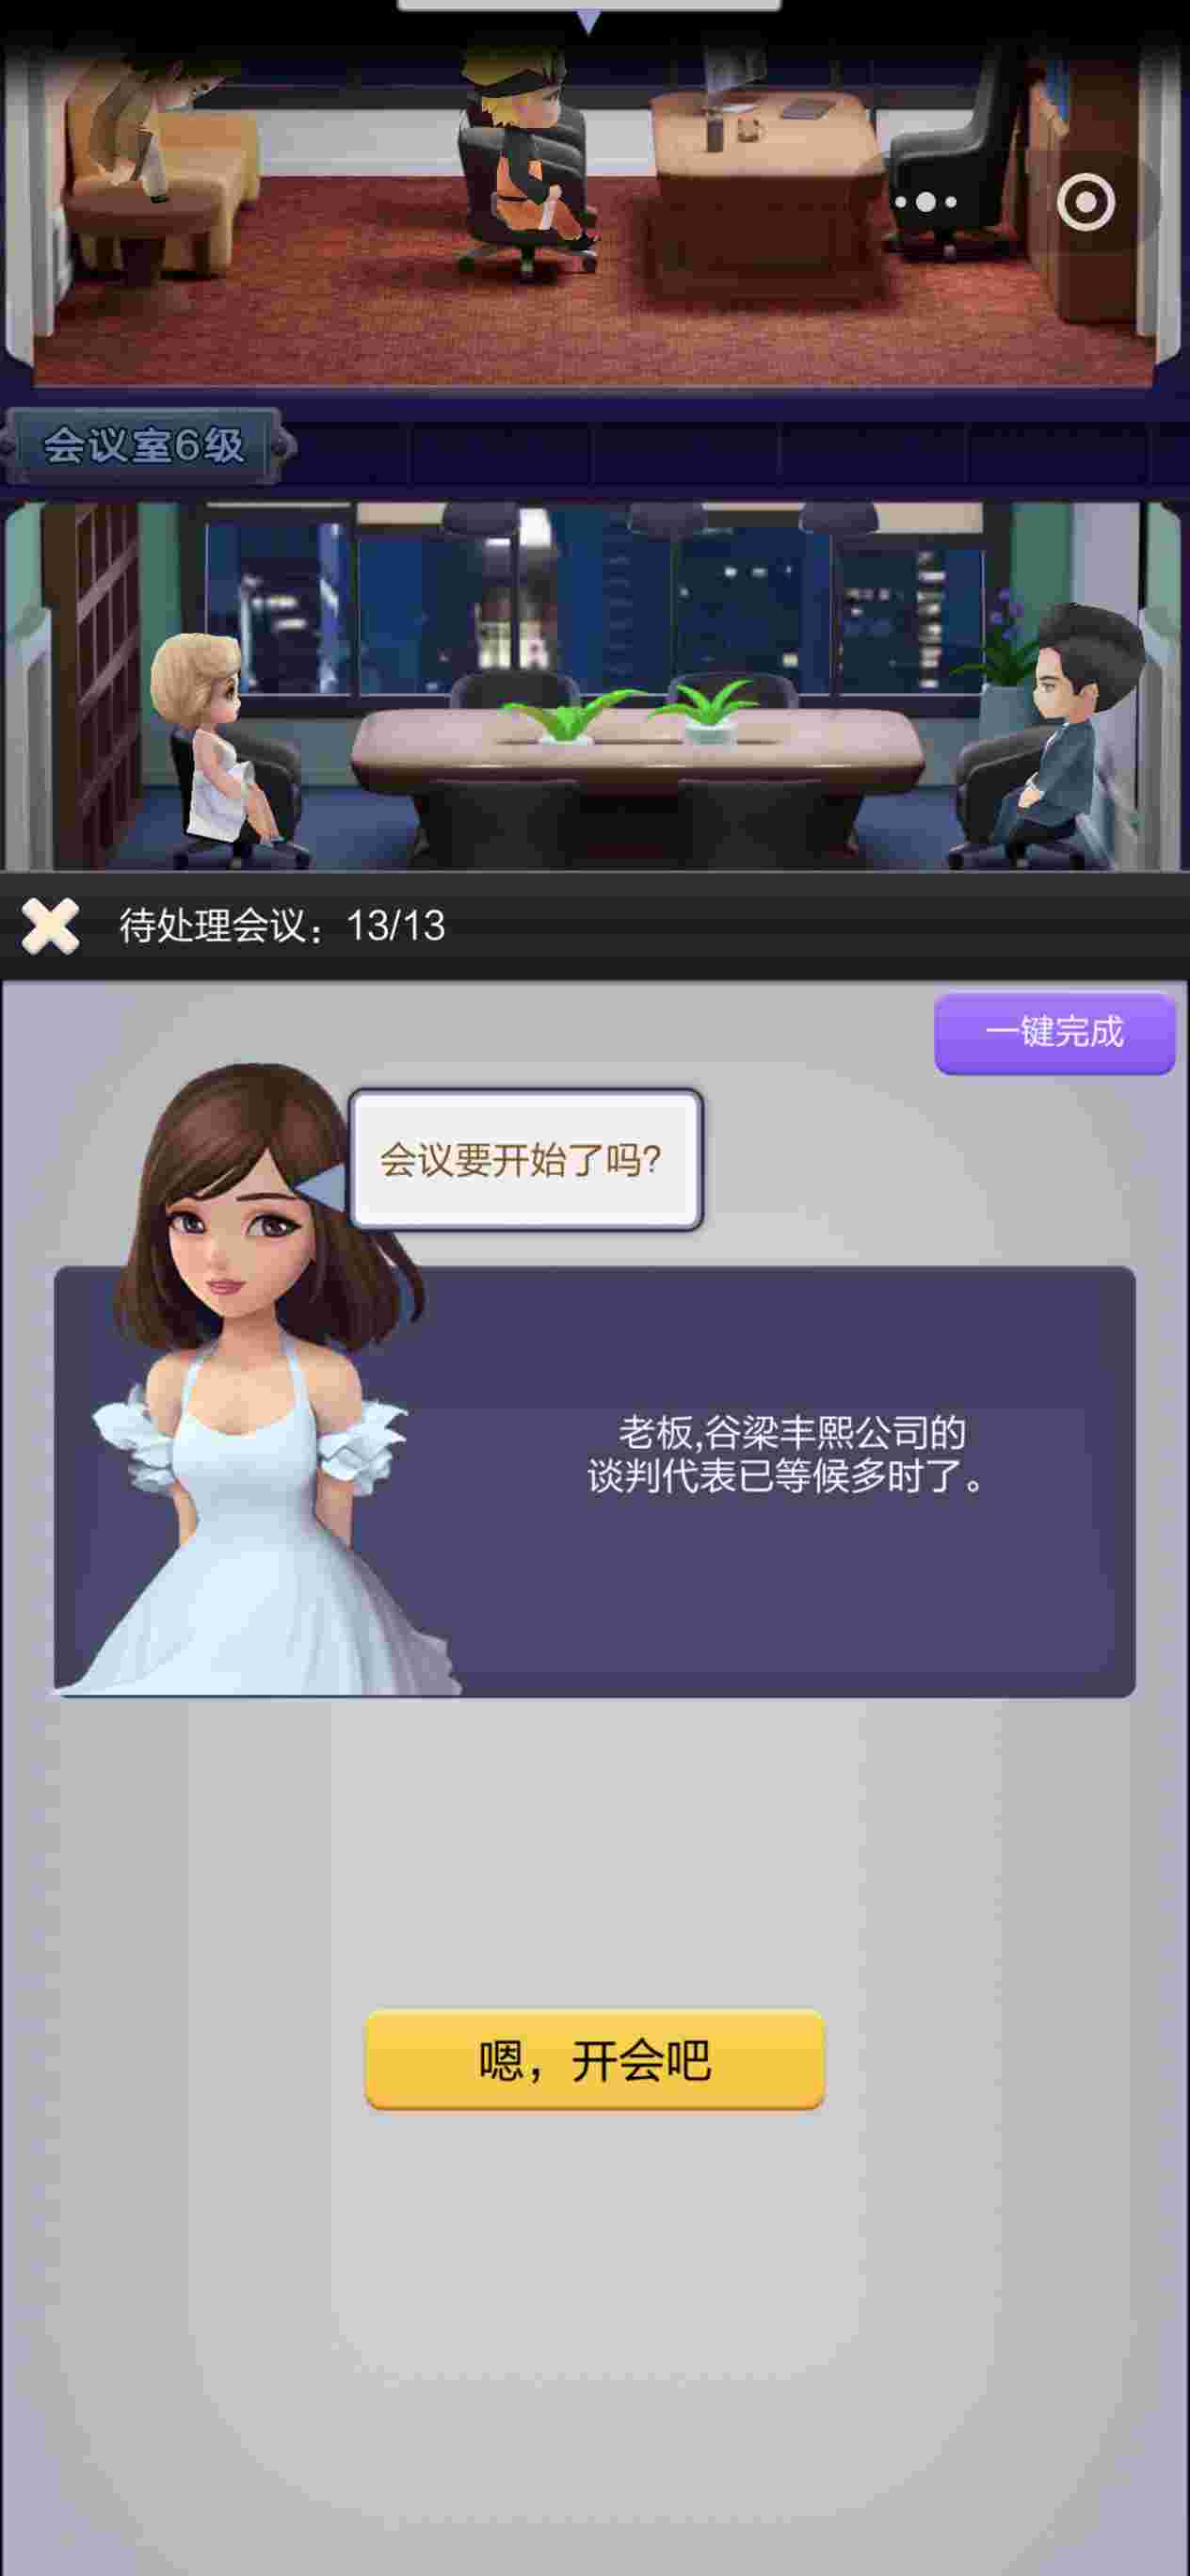 会议室6级
待处理会议：13/13
一键完成
会议要开始了吗?
老板,谷梁丰熙公司的
谈判代表已等候多时了。
嗯，开会吧